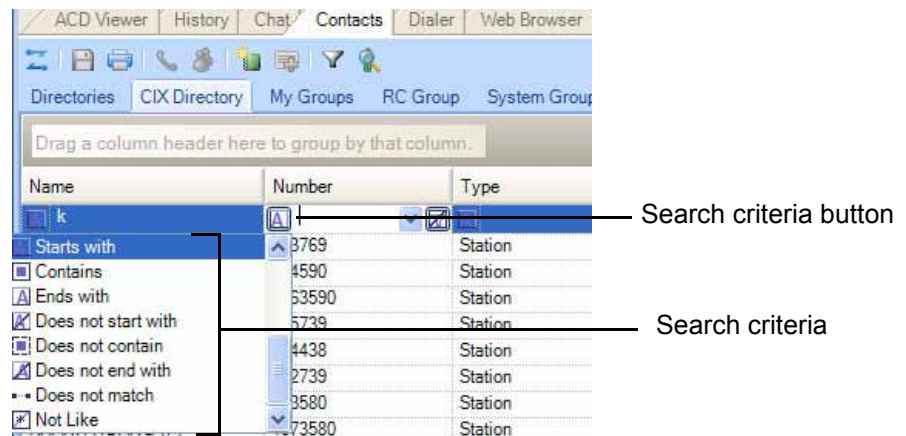 ACD Viewer History Chat Contacts Dialer Web Browser
Directories CIX Directory My Groups RC Group System Group
Drag a column header here to group by that column.
Name Number Type
k
Search criteria button
Starts with 3769 Station
Contains 4590 Station
Ends with 63590 Station
Does not start with 5739 Station
Search criteria
Does not contain 4438 Station
Does not end with 2739 Station
Does not match 3580 Station
Not Like 73580 Station